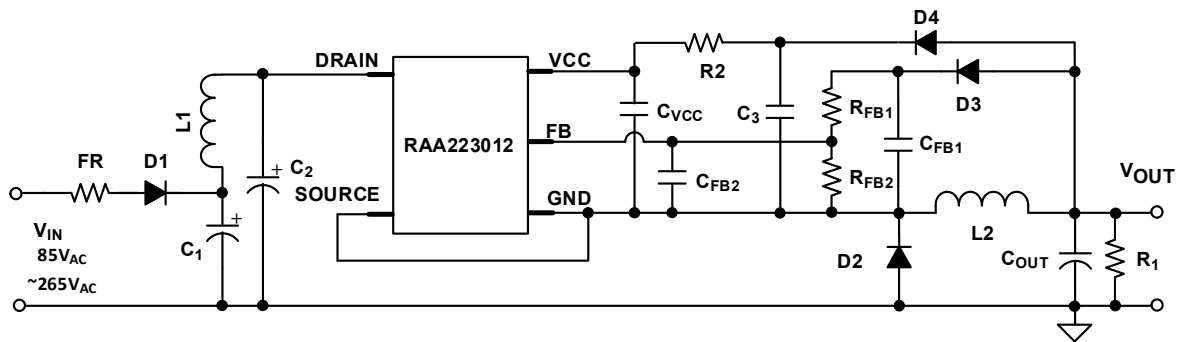 D4
DRAIN
VCC
R2
D3
L1
CVCC
C3
RFB1
RAA223012
FB
CFB1
FR
D1
C2
+
SOURCE
CFB2
RFB2
VOUT
GND
+
VIN
85VAC
~265VAC
C1
D2
L2
COUT
R1